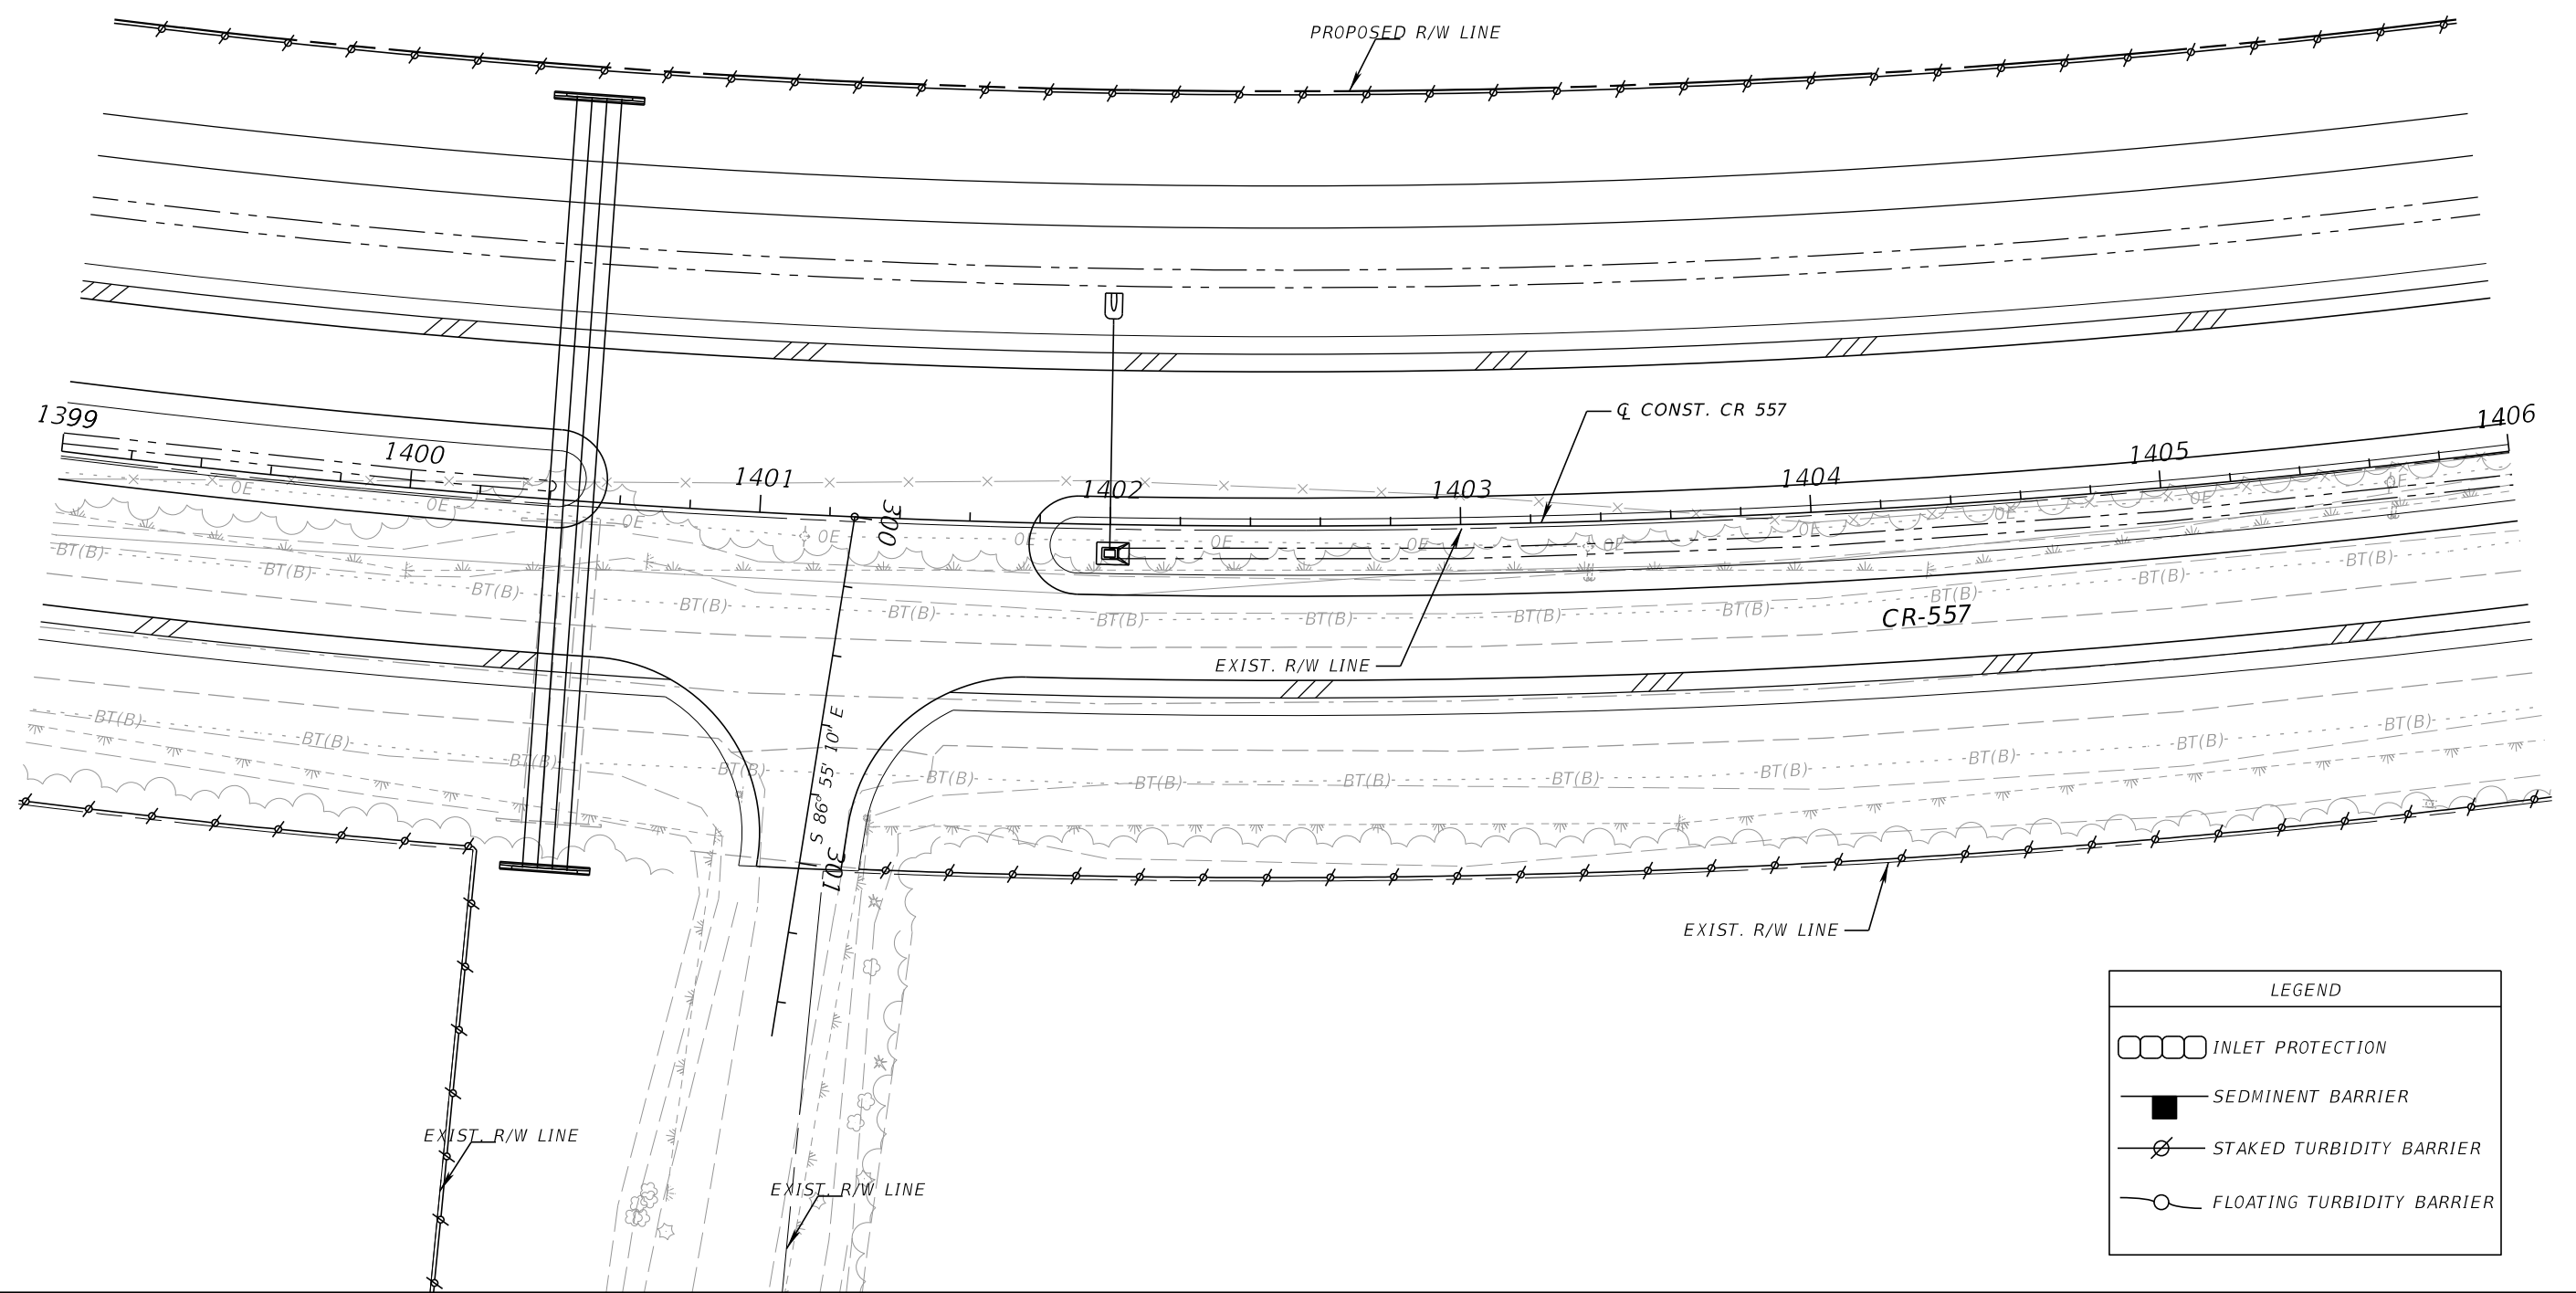 PROPOSED R/W LINE
℄ CONST. CR 557
1399
1400
1401
1402
1403
1404
1405
1406
300
OE
OE
OE
OE
OE
OE
OE
OE
OE
OE
OE
OE
BT(B)
BT(B)
BT(B)
BT(B)
BT(B)
BT(B)
BT(B)
BT(B)
BT(B)
BT(B)
BT(B)
BT(B)
CR-557
EXIST. R/W LINE
S 86° 55' 10" E
BT(B)
BT(B)
BT(B)
BT(B)
BT(B)
BT(B)
BT(B)
BT(B)
BT(B)
BT(B)
BT(B)
BT(B)
301
EXIST. R/W LINE
EXIST. R/W LINE
EXIST. R/W LINE
LEGEND
INLET PROTECTION
SEDMINENT BARRIER
STAKED TURBIDITY BARRIER
FLOATING TURBIDITY BARRIER